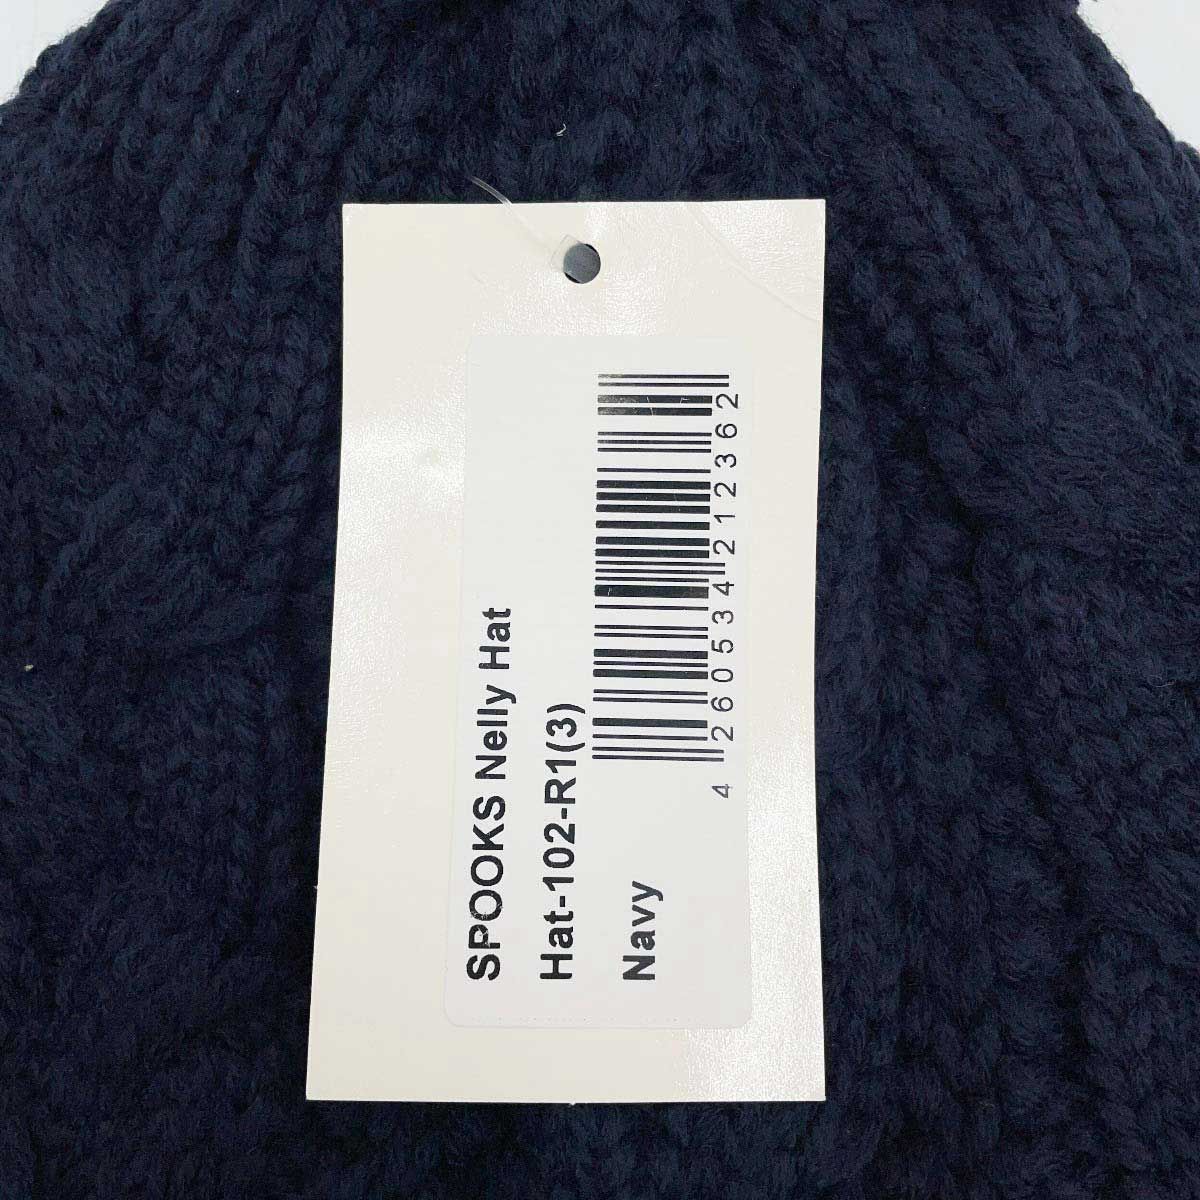 SPOOKS Nelly Hat
Hat-102-R1(3)
Navy
4 260534 212362